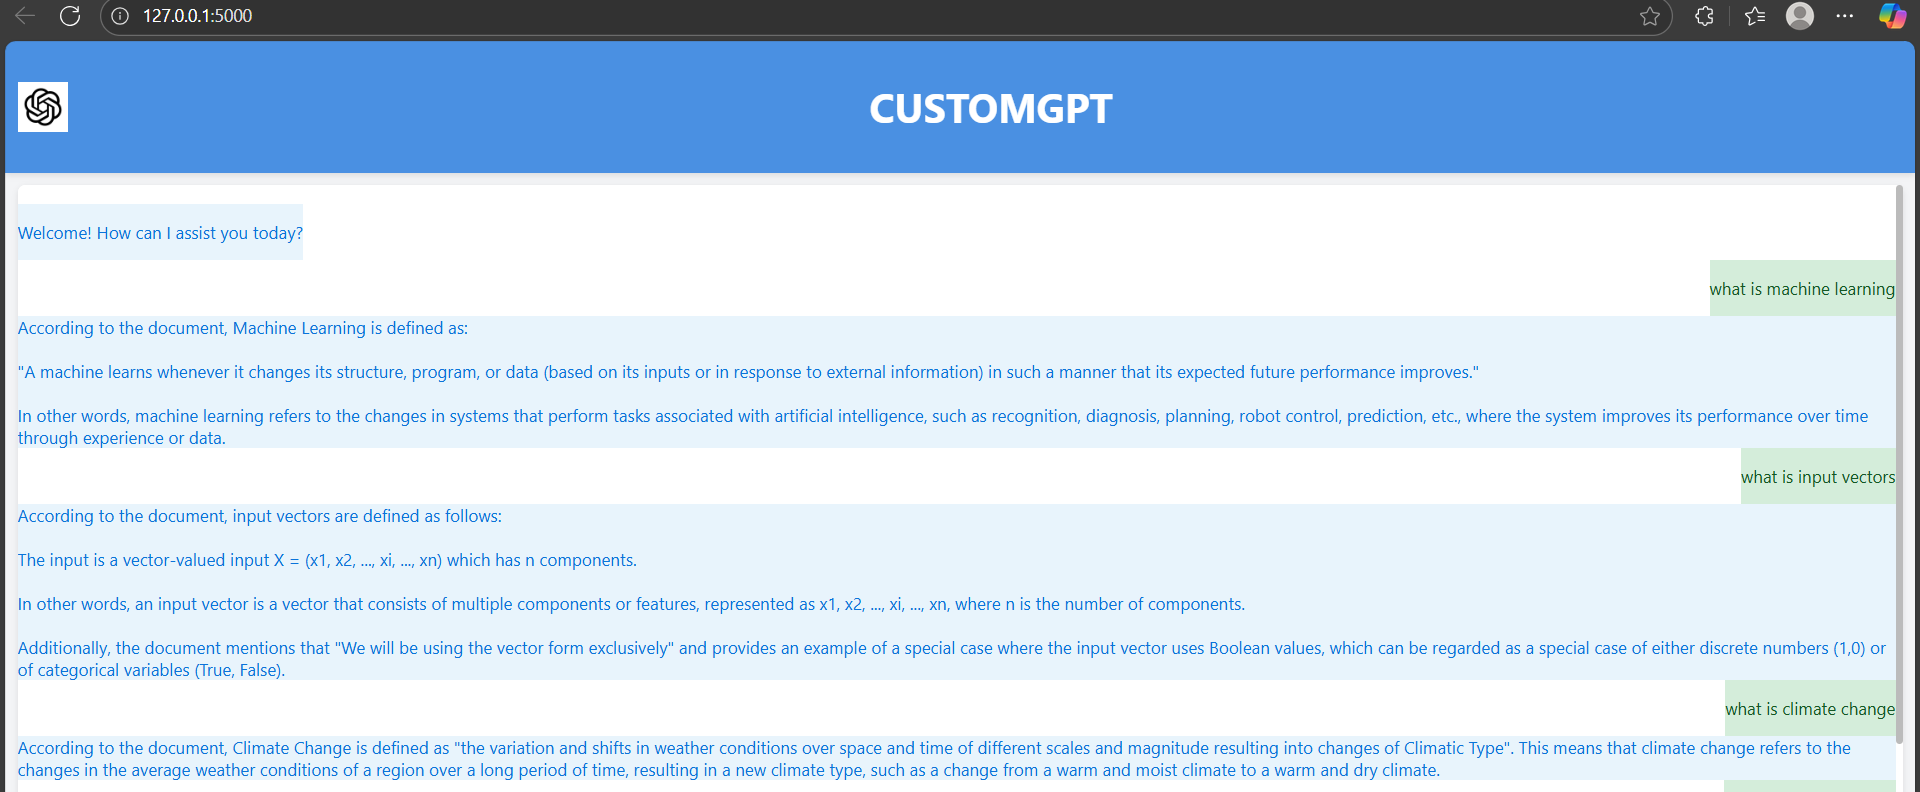 127.0.0.1:5000
CUSTOMGPT
Welcome! How can I assist you today?
what is machine learning
According to the document, Machine Learning is defined as:
"A machine learns whenever it changes its structure, program, or data (based on its inputs or in response to external information) in such a manner that its expected future performance improves."
In other words, machine learning refers to the changes in systems that perform tasks associated with artificial intelligence, such as recognition, diagnosis, planning, robot control, prediction, etc., where the system improves its performance over time
through experience or data.
what is input vectors
According to the document, input vectors are defined as follows:
The input is a vector-valued input X = (x1, x2, ..., xi, ..., xn) which has n components.
In other words, an input vector is a vector that consists of multiple components or features, represented as x1, x2, ..., xi, ..., xn, where n is the number of components.
Additionally, the document mentions that "We will be using the vector form exclusively" and provides an example of a special case where the input vector uses Boolean values, which can be regarded as a special case of either discrete numbers (1,0) or
of categorical variables (True, False).
what is climate change
According to the document, Climate Change is defined as "the variation and shifts in weather conditions over space and time of different scales and magnitude resulting into changes of Climatic Type". This means that climate change refers to the
changes in the average weather conditions of a region over a long period of time, resulting in a new climate type, such as a change from a warm and moist climate to a warm and dry climate.